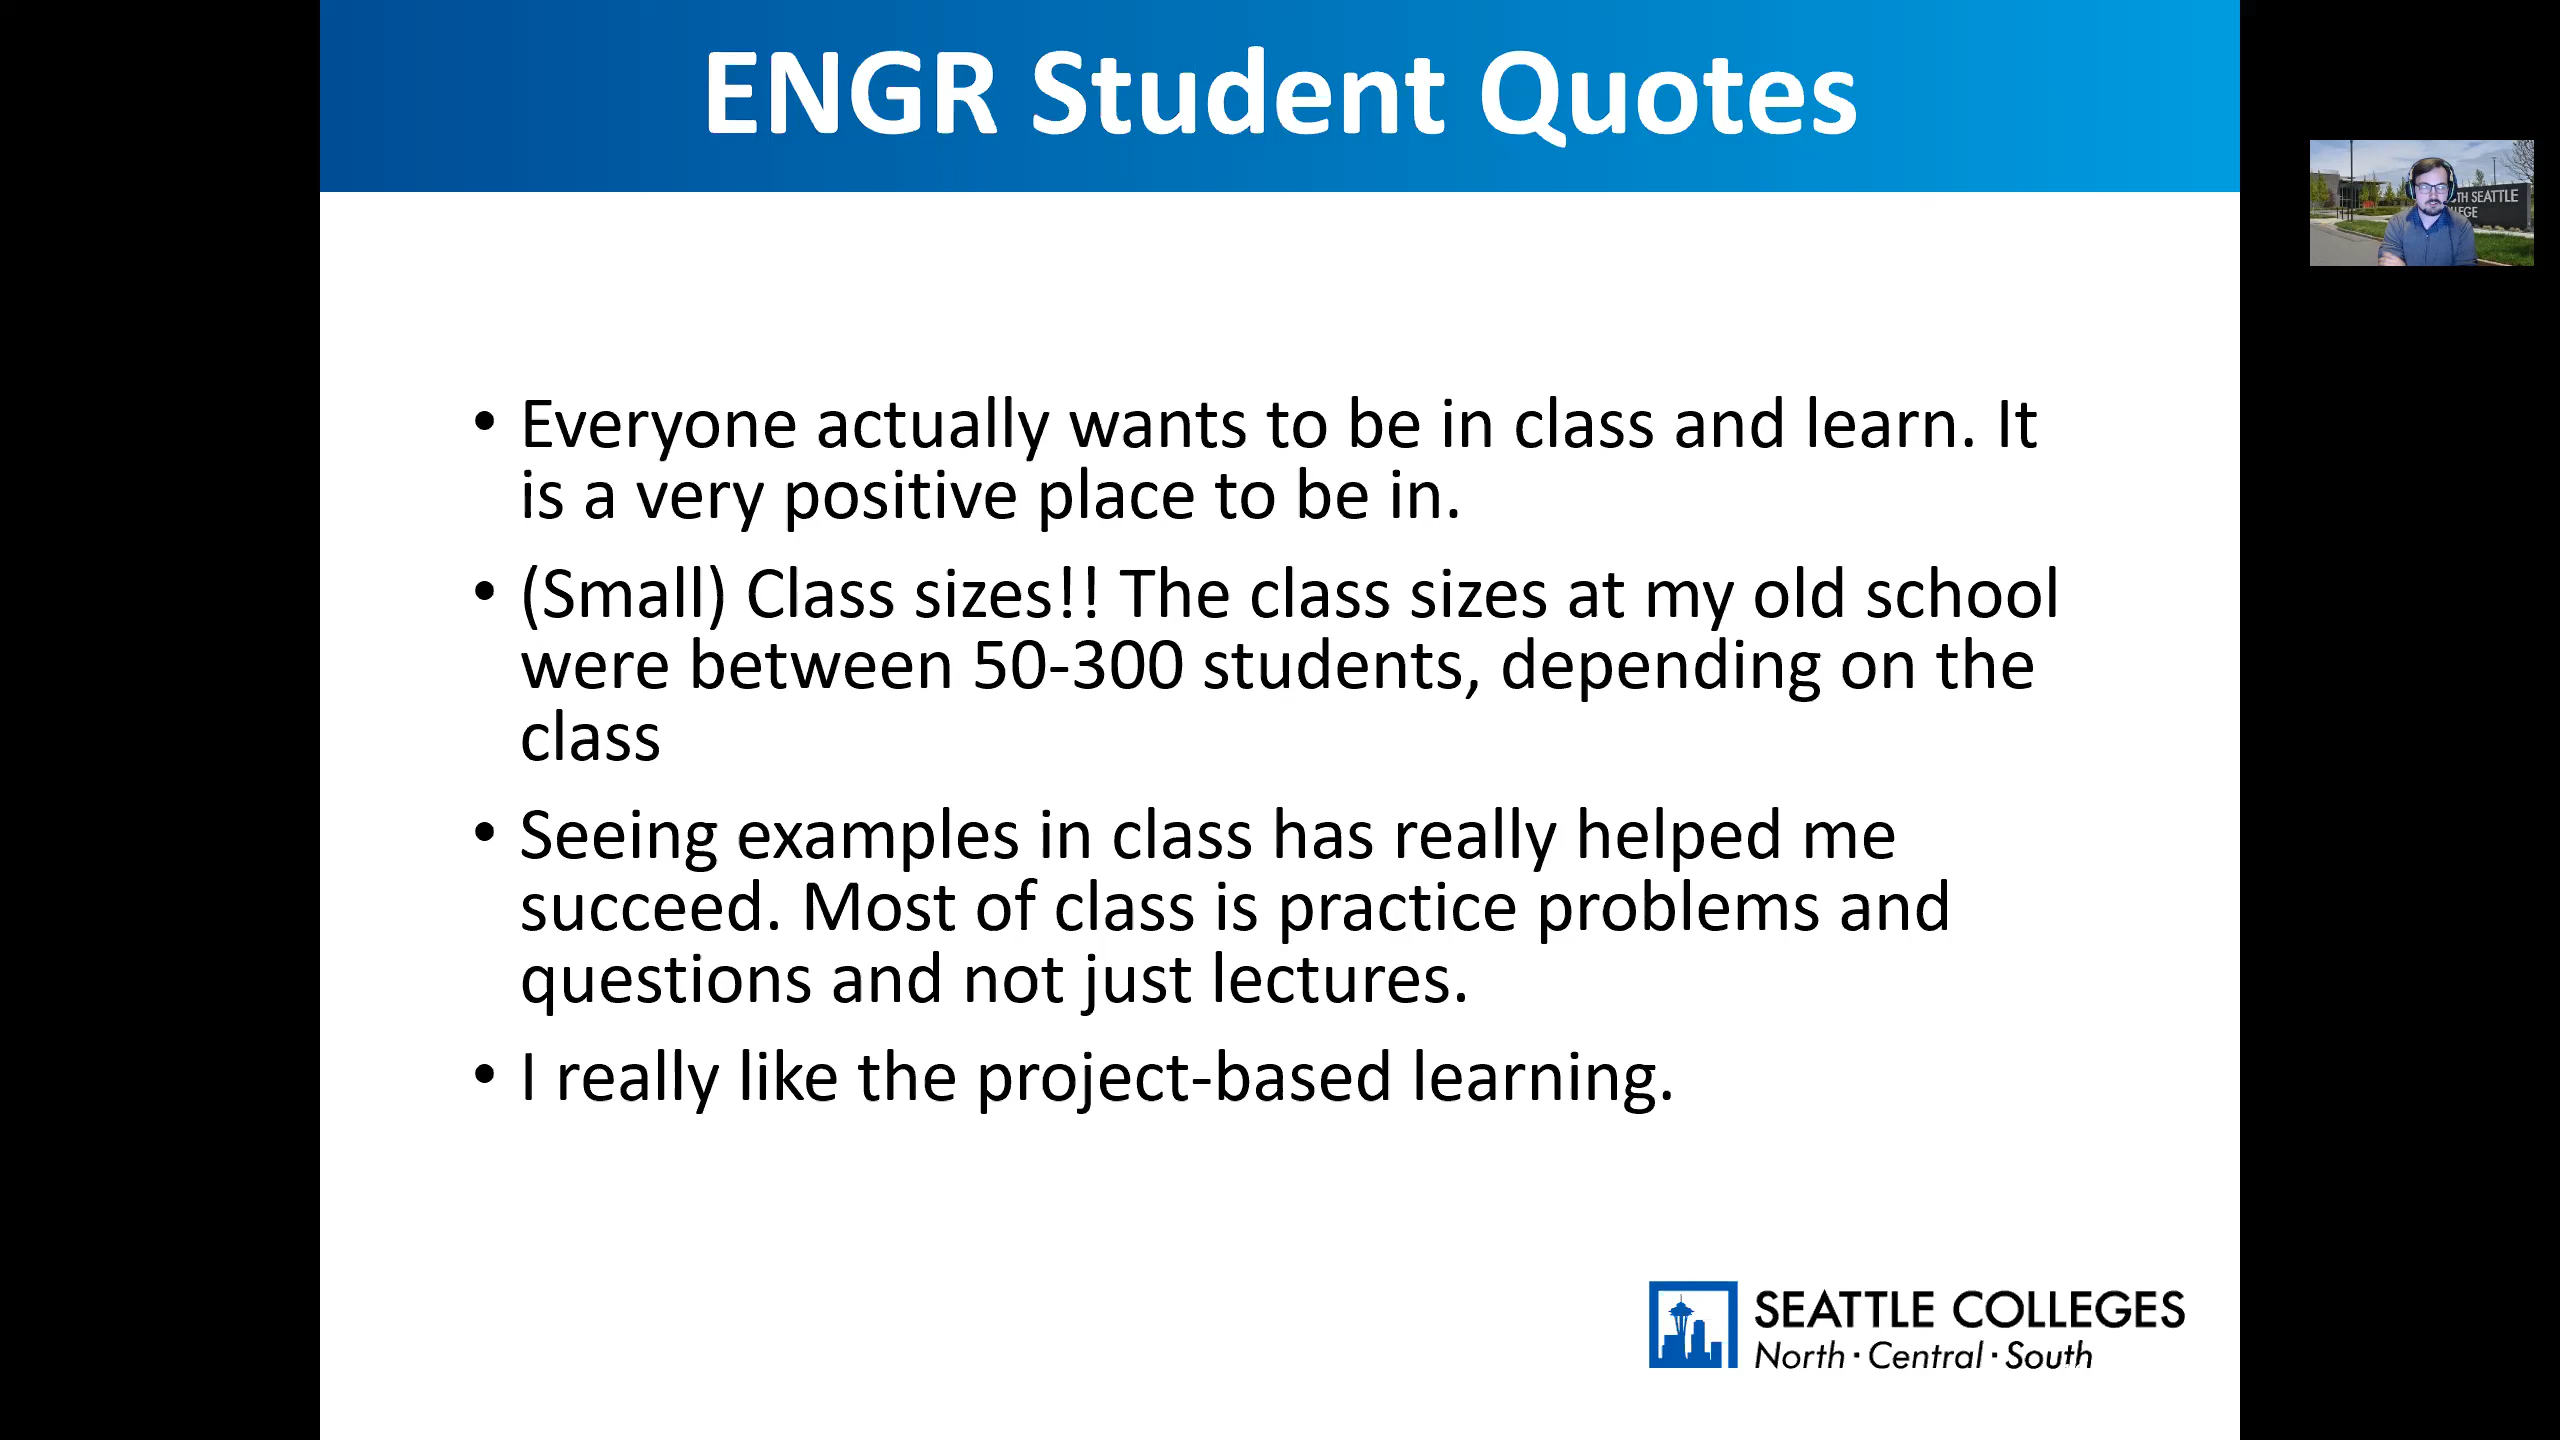 ENGR Student Quotes
• Everyone actually wants to be in class and learn. It
is a very positive place to be in.
• (Small) Class sizes!! The class sizes at my old school
were between 50-300 students, depending on the
class
• Seeing examples in class has really helped me
succeed. Most of class is practice problems and
questions and not just lectures.
• I really like the project-based learning.
SEATTLE COLLEGES
North · Central · South
TH SEATTLE
EGE